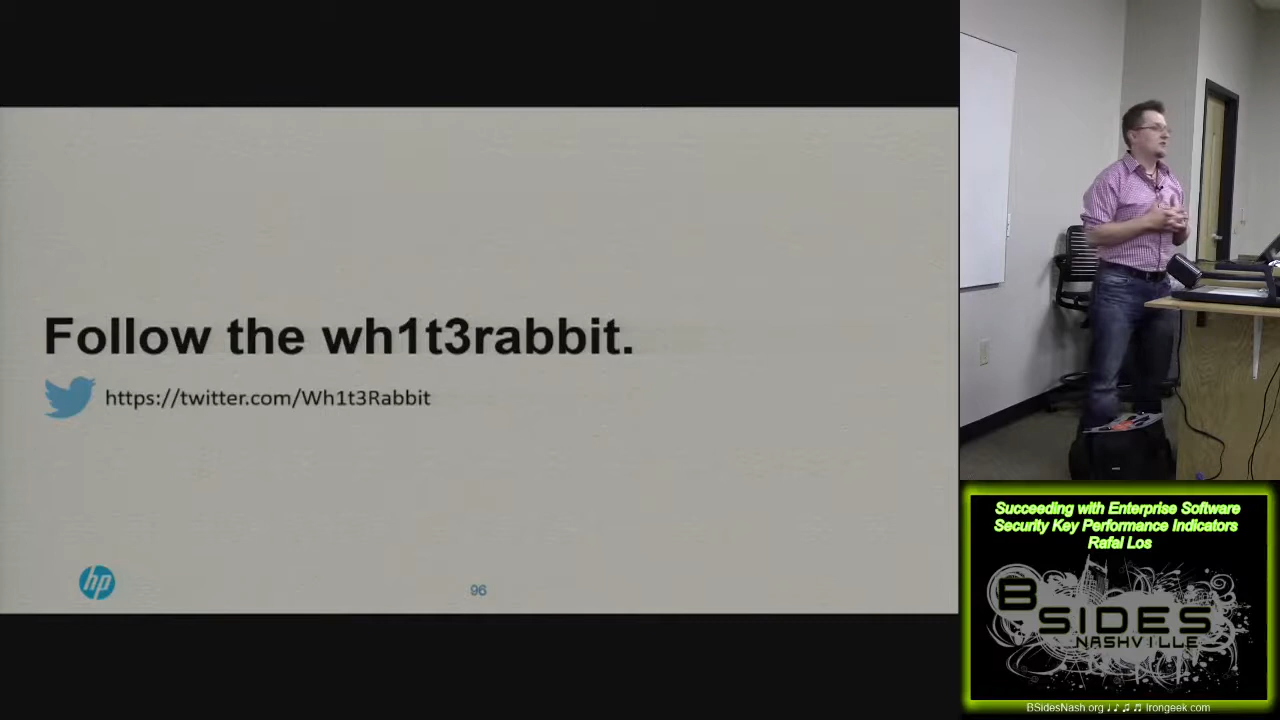 Follow the wh1t3rabbit.
https://twitter.com/Wh1t3Rabbit
hp
96
Succeeding with Enterprise Software
Security Key Performance Indicators
Rafal Los
BSIDES
NASHVILLE
BSidesNash.org ♩ ♪ ♫ ♬ Irongeek.com